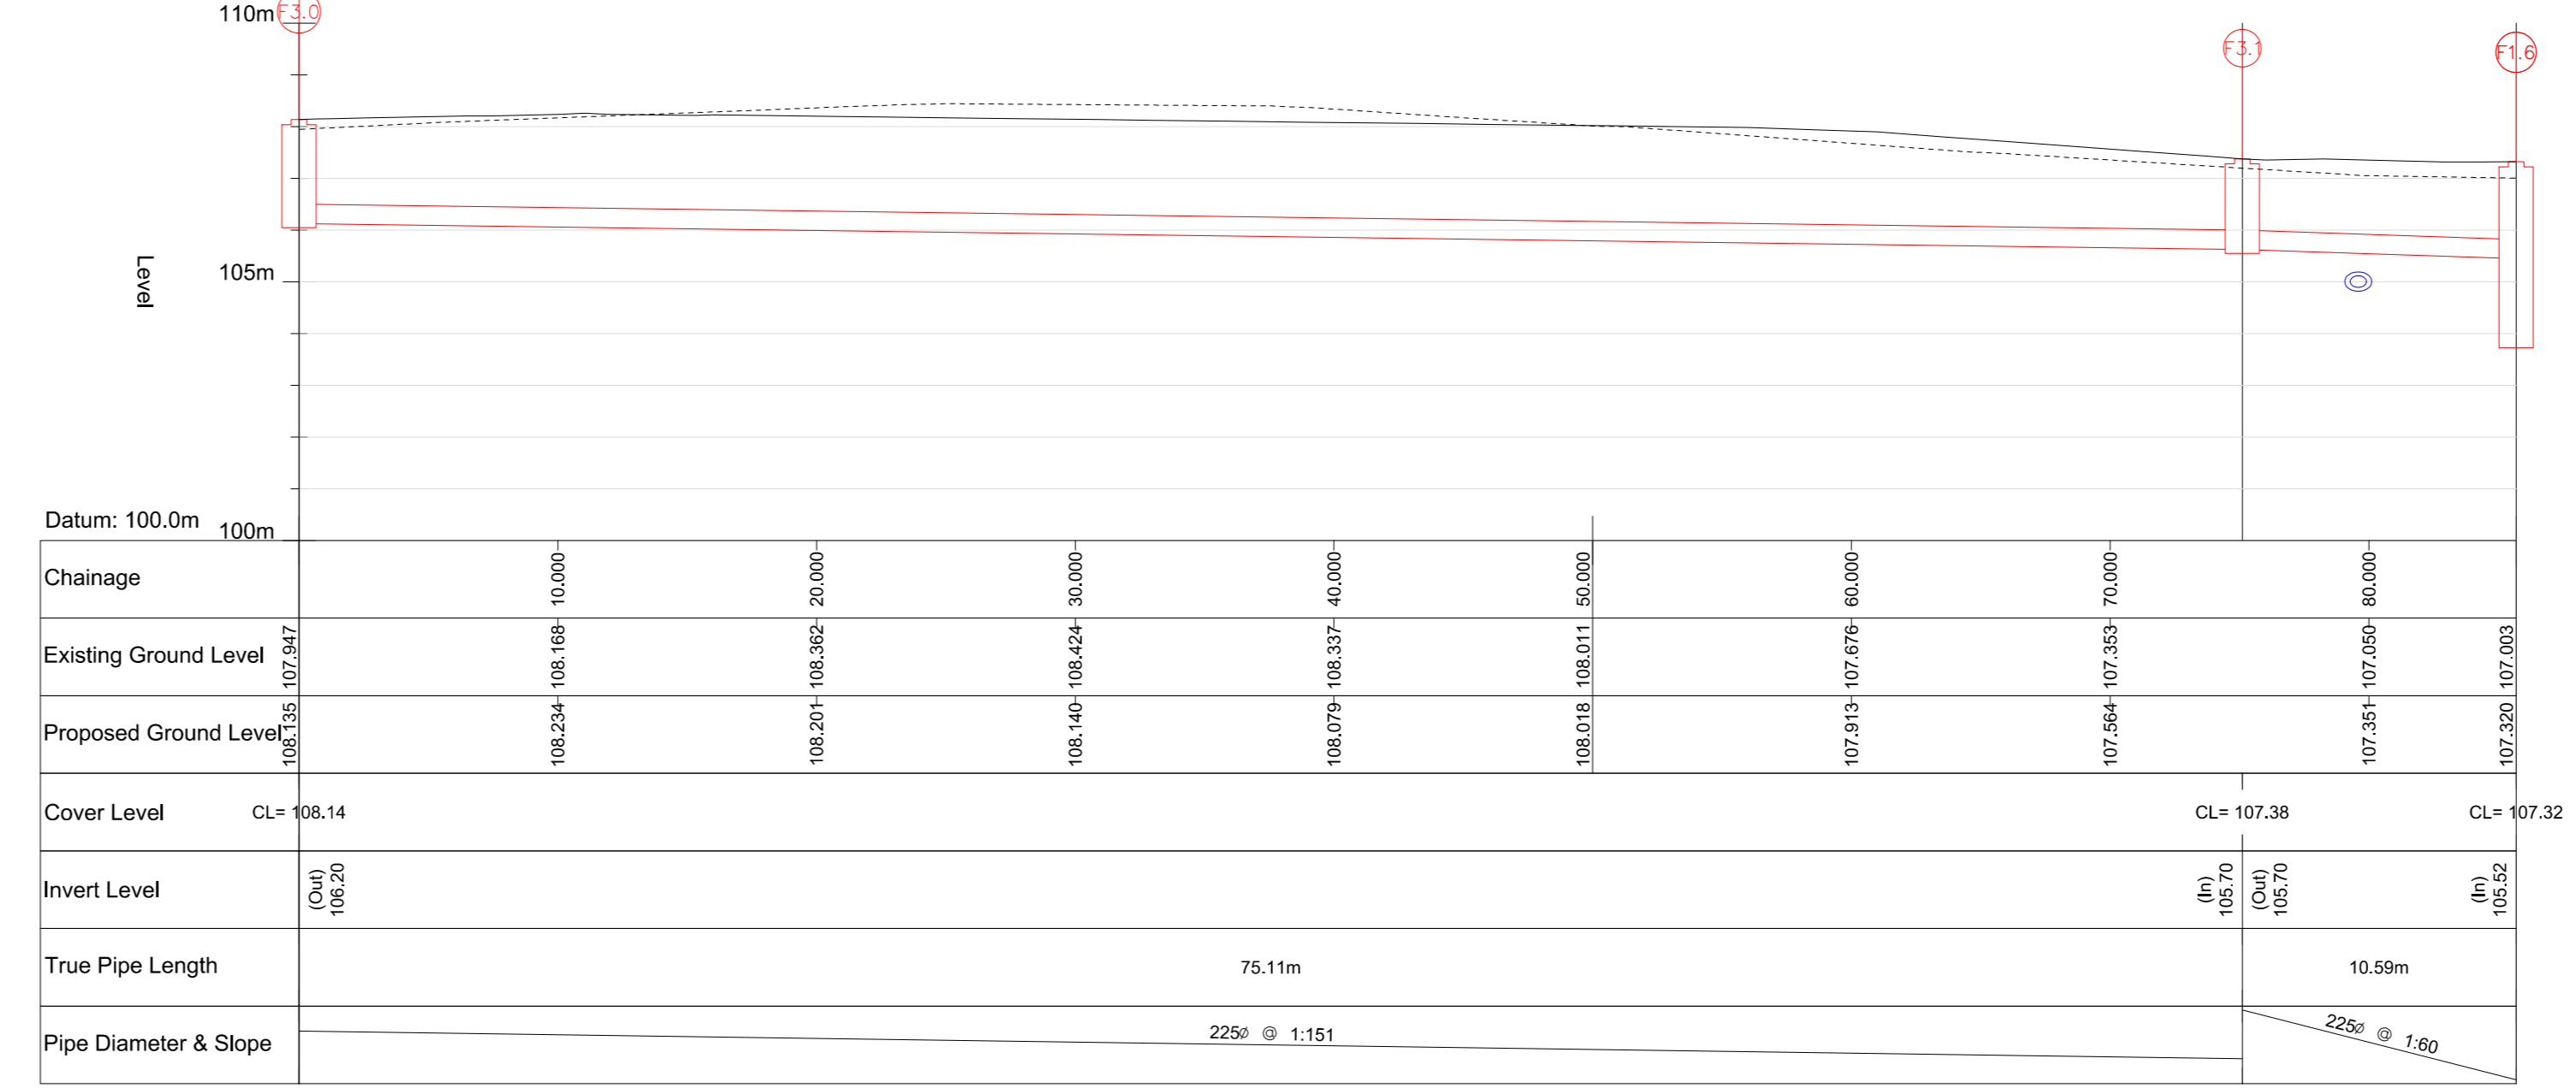 110m
F3.0
F3.1
F1.6
Level
105m
Datum: 100.0m
100m
Chainage
10.000
20.000
30.000
40.000
50.000
60.000
70.000
80.000
Existing Ground Level
107.947
108.168
108.362
108.424
108.337
108.011
107.676
107.353
107.050
107.003
Proposed Ground Level
108.135
108.234
108.201
108.140
108.079
108.018
107.913
107.564
107.351
107.320
Cover Level
CL= 108.14
CL= 107.38
CL= 107.32
Invert Level
(Out)
106.20
(In)
105.70
(Out)
105.70
(In)
105.52
True Pipe Length
75.11m
10.59m
Pipe Diameter & Slope
225⌀ @ 1:151
225⌀ @ 1:60